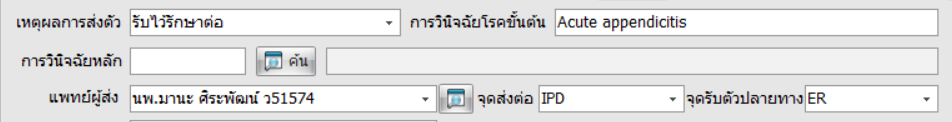 เหตุผลการส่งตัว รับไว้รักษาต่อ การวินิจฉัยโรคขั้นต้น Acute appendicitis
การวินิจฉัยหลัก ค้น
แพทย์ผู้ส่ง นพ.มานะ ศิระพัฒน์ ว51574 จุดส่งต่อ IPD จุดรับตัวปลายทาง ER